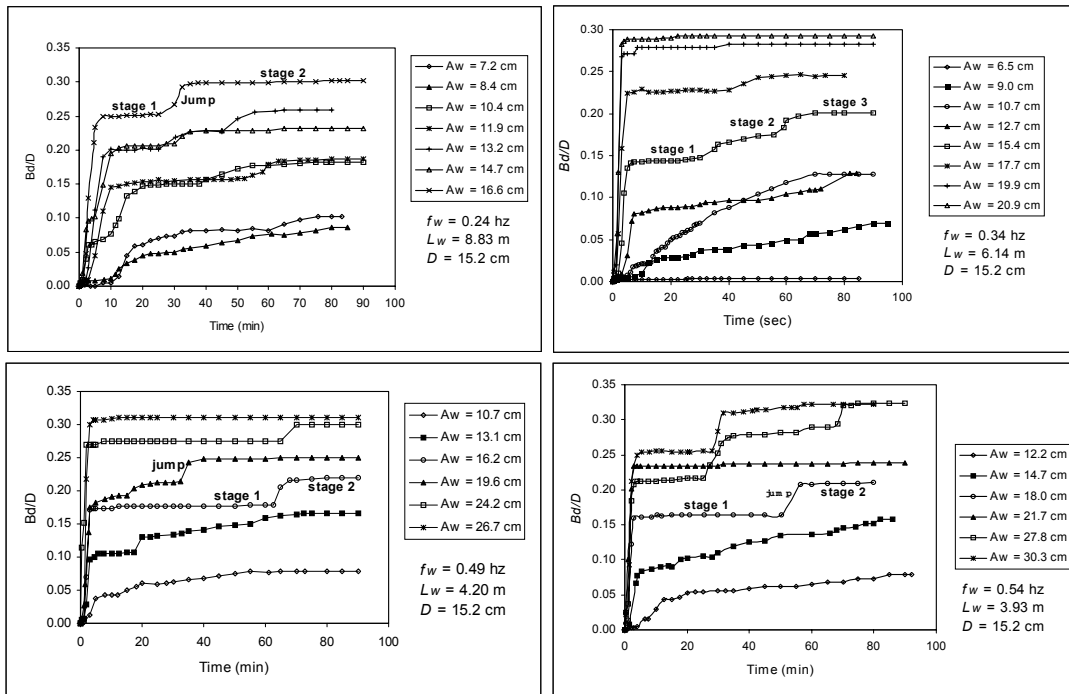 0.35
0.30
0.25
0.20
0.15
0.10
0.05
0.00
Bd/D
0 10 20 30 40 50 60 70 80 90 100
Time (min)
stage 1
Jump
stage 2
Aw = 7.2 cm
Aw = 8.4 cm
Aw = 10.4 cm
Aw = 11.9 cm
Aw = 13.2 cm
Aw = 14.7 cm
Aw = 16.6 cm
fw = 0.24 hz
Lw = 8.83 m
D = 15.2 cm
0.30
0.25
0.20
0.15
0.10
0.05
0.00
Bd/D
0 20 40 60 80 100
Time (sec)
stage 1
stage 2
stage 3
Aw = 6.5 cm
Aw = 9.0 cm
Aw = 10.7 cm
Aw = 12.7 cm
Aw = 15.4 cm
Aw = 17.7 cm
Aw = 19.9 cm
Aw = 20.9 cm
fw = 0.34 hz
Lw = 6.14 m
D = 15.2 cm
0.35
0.30
0.25
0.20
0.15
0.10
0.05
0.00
Bd/D
0 20 40 60 80 100
Time (min)
jump
stage 1
stage 2
Aw = 10.7 cm
Aw = 13.1 cm
Aw = 16.2 cm
Aw = 19.6 cm
Aw = 24.2 cm
Aw = 26.7 cm
fw = 0.49 hz
Lw = 4.20 m
D = 15.2 cm
0.35
0.30
0.25
0.20
0.15
0.10
0.05
0.00
Bd/D
0 20 40 60 80 100
Time (min)
stage 1
jump
stage 2
Aw = 12.2 cm
Aw = 14.7 cm
Aw = 18.0 cm
Aw = 21.7 cm
Aw = 27.8 cm
Aw = 30.3 cm
fw = 0.54 hz
Lw = 3.93 m
D = 15.2 cm